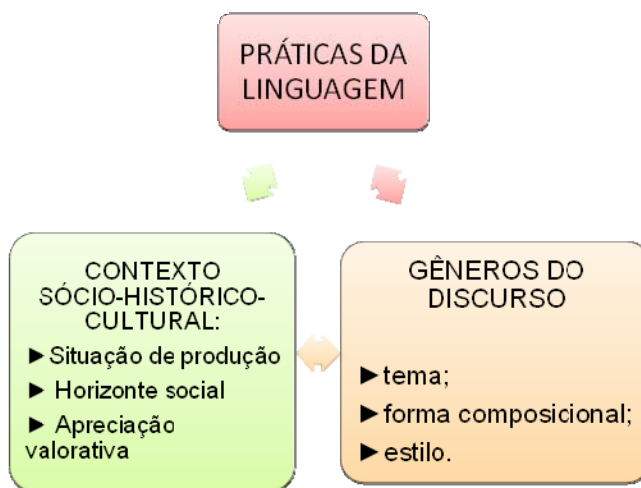 PRÁTICAS DA
LINGUAGEM
CONTEXTO
SÓCIO-HISTÓRICO-
CULTURAL:
►Situação de produção
► Horizonte social
► Apreciação
valorativa
GÊNEROS DO
DISCURSO
►tema;
►forma composicional;
►estilo.